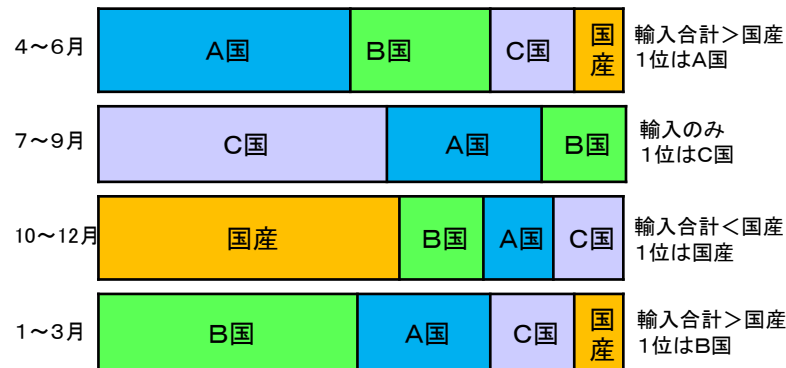 4～6月
A国
B国
C国
国産
輸入合計＞国産
1位はA国
7～9月
C国
A国
B国
輸入のみ
1位はC国
10～12月
国産
B国
A国
C国
輸入合計＜国産
1位は国産
1～3月
B国
A国
C国
国産
輸入合計＞国産
1位はB国